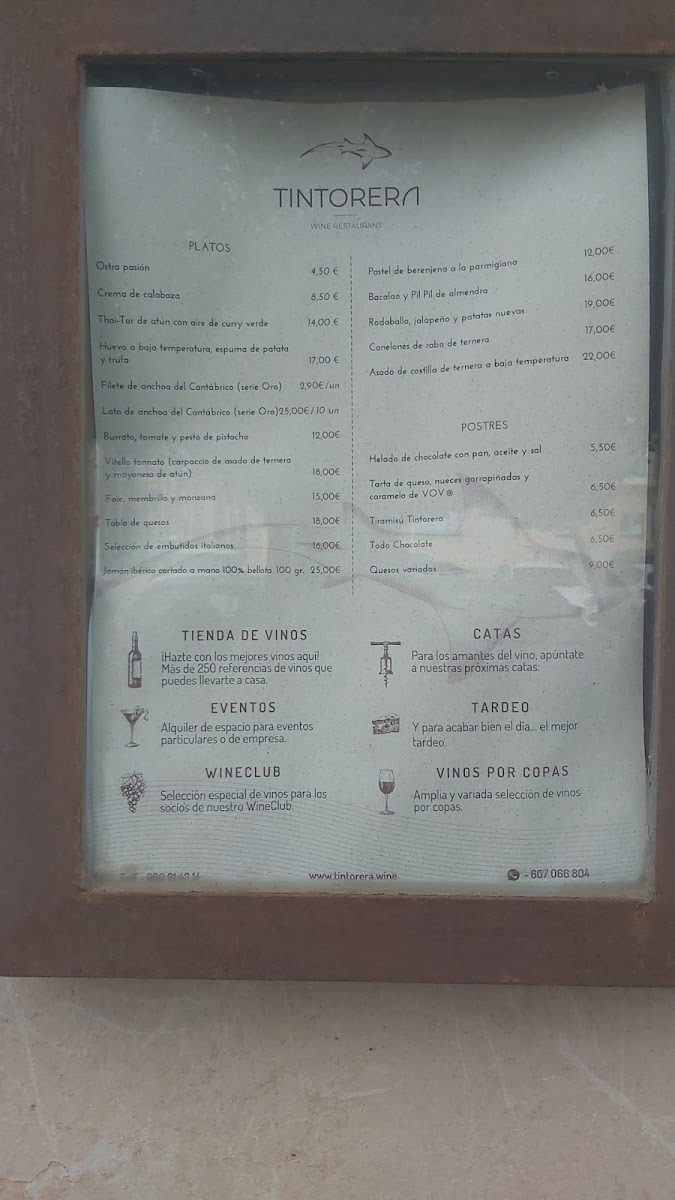 TINTORERA
WINE RESTAURANT
PLATOS
Ostra pasión 4,50 €
Crema de calabaza 8,50 €
Thai-Tar de atún con aire de curry verde 14,00 €
Huevo a baja temperatura, espuma de patata
y trufa 17,00 €
Filete de anchoa del Cantábrico (serie Oro) 2,90€/un
Lata de anchoa del Cantábrico (serie Oro)25,00€/10 un
Burrata, tomate y pesto de pistacho 12,00€
Vitello tonnato (carpaccio de asado de ternera
y mayonesa de atún) 18,00€
Foie, membrillo y manzana 15,00€
Tabla de quesos 18,00€
Selección de embutidos italianos 16,00€
Jamón ibérico cortado a mano 100% bellota 100 gr. 25,00€
Pastel de berenjena a la parmigiana 12,00€
Bacalao y Pil Pil de almendra 16,00€
Rodaballo, jalapeño y patatas nuevas 19,00€
Canelones de rabo de ternera 17,00€
Asado de costilla de ternera a baja temperatura 22,00€
POSTRES
Helado de chocolate con pan, aceite y sal 5,50€
Tarta de queso, nueces garrapiñadas y
caramelo de VOV® 6,50€
Tiramisú Tintorera 6,50€
Todo Chocolate 6,50€
Quesos variados 9,00€
TIENDA DE VINOS
¡Hazte con los mejores vinos aquí!
Más de 250 referencias de vinos que
puedes llevarte a casa.
CATAS
Para los amantes del vino, apúntate
a nuestras próximas catas.
EVENTOS
Alquiler de espacio para eventos
particulares o de empresa.
TARDEO
Y para acabar bien el día... el mejor
tardeo.
WINECLUB
Selección especial de vinos para los
socios de nuestro WineClub.
VINOS POR COPAS
Amplia y variada selección de vinos
por copas.
www.tintorera.wine
- 607 066 804